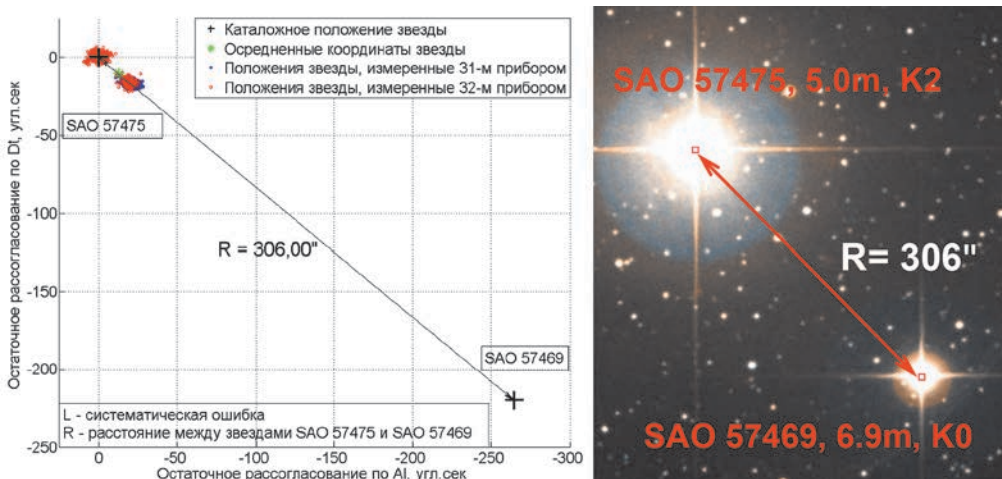 Остаточное рассогласование по Dl, угл.сек
0
-50
-100
-150
-200
-250
+ Каталожное положение звезды
Осредненные координаты звезды
Положения звезды, измеренные 31-м прибором
Положения звезды, измеренные 32-м прибором
SAO 57475
R = 306,00"
SAO 57469
L - систематическая ошибка
R - расстояние между звездами SAO 57475 и SAO 57469
0 -50 -100 -150 -200 -250 -300
Остаточное рассогласование по Al, угл.сек
SAO 57475, 5.0m, K2
R= 306"
SAO 57469, 6.9m, K0